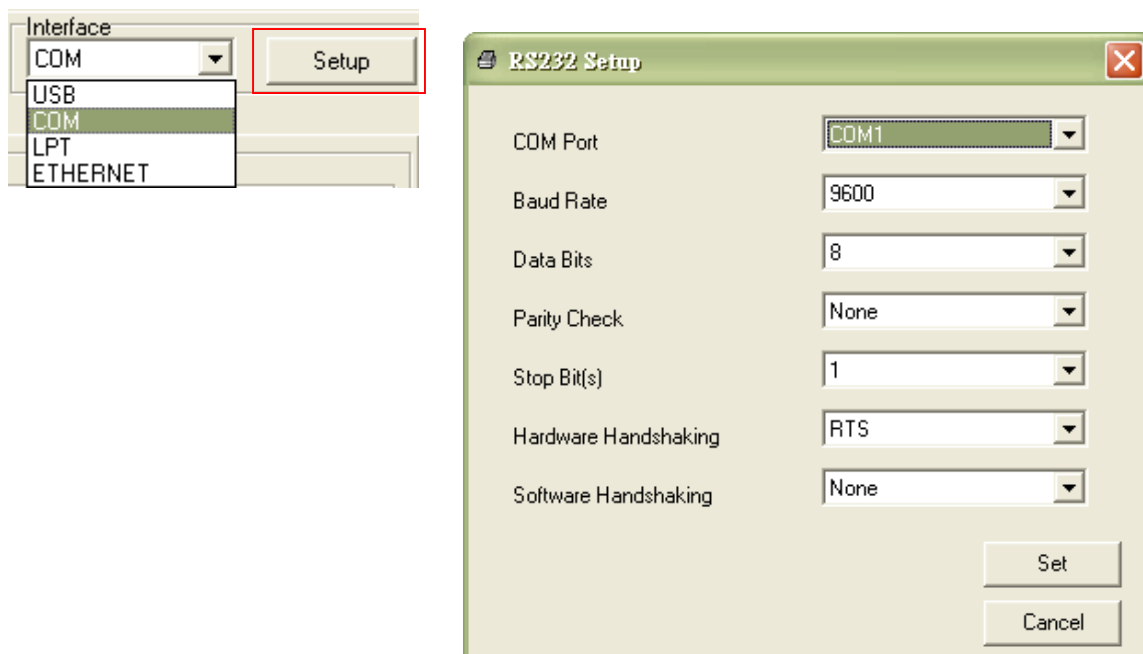 Interface
COM
Setup
USB
COM
LPT
ETHERNET
RS232 Setup
COM Port COM1
Baud Rate 9600
Data Bits 8
Parity Check None
Stop Bit(s) 1
Hardware Handshaking RTS
Software Handshaking None
Set
Cancel